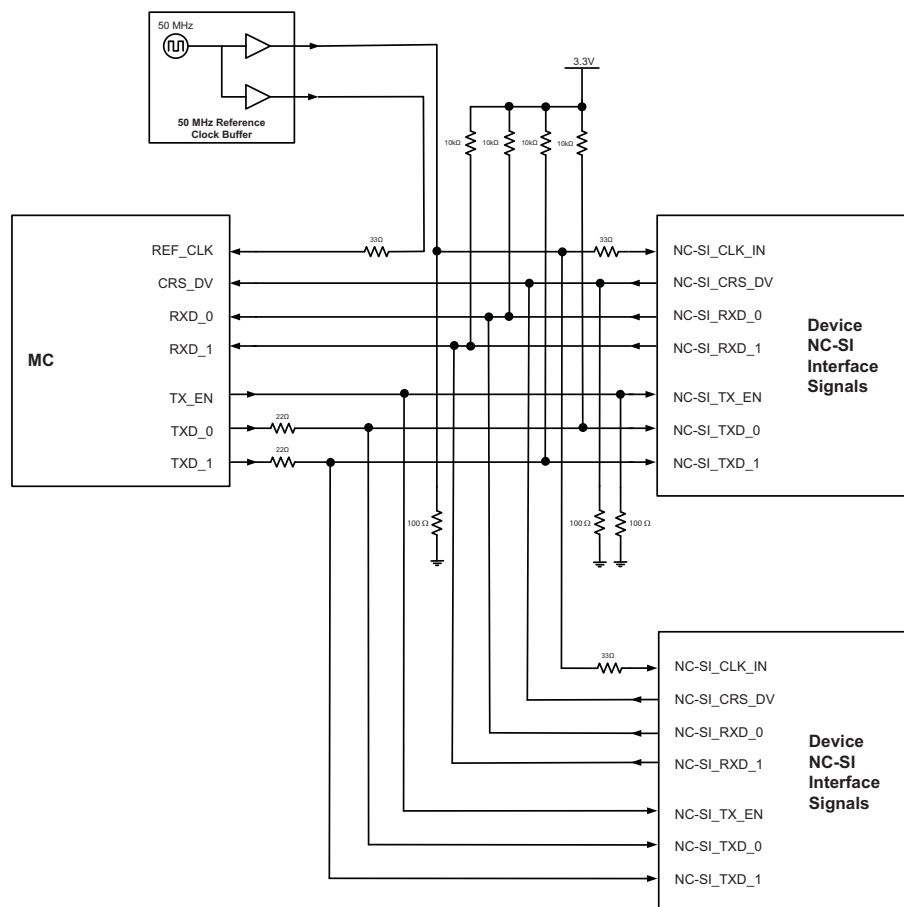 50 MHz
50 MHz Reference
Clock Buffer
3.3V
10kΩ
10kΩ
10kΩ
10kΩ
MC
REF_CLK
CRS_DV
RXD_0
RXD_1
TX_EN
TXD_0
TXD_1
33Ω
22Ω
22Ω
33Ω
NC-SI_CLK_IN
NC-SI_CRS_DV
NC-SI_RXD_0
NC-SI_RXD_1
NC-SI_TX_EN
NC-SI_TXD_0
NC-SI_TXD_1
Device
NC-SI
Interface
Signals
100 Ω
100 Ω
100 Ω
33Ω
NC-SI_CLK_IN
NC-SI_CRS_DV
NC-SI_RXD_0
NC-SI_RXD_1
NC-SI_TX_EN
NC-SI_TXD_0
NC-SI_TXD_1
Device
NC-SI
Interface
Signals